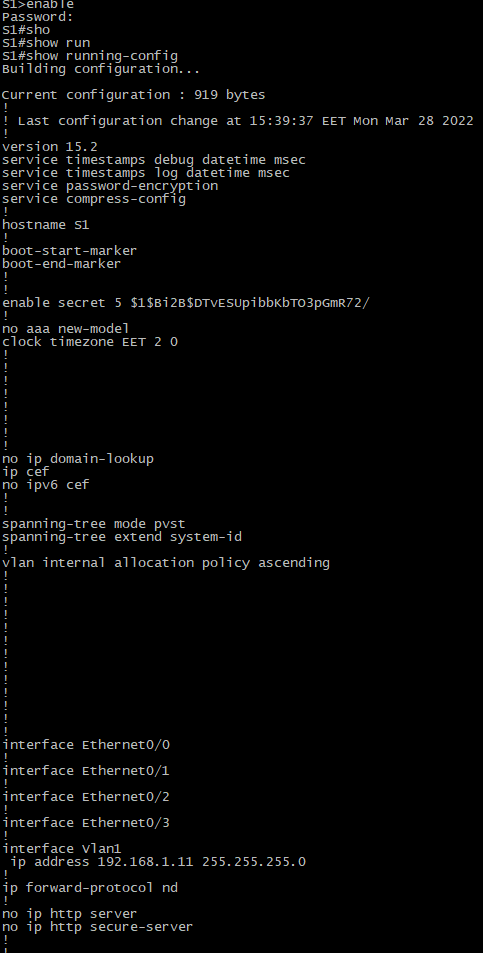 S1>enable
Password:
S1#sho
S1#show run
S1#show running-config
Building configuration...
Current configuration : 919 bytes
!
! Last configuration change at 15:39:37 EET Mon Mar 28 2022
!
version 15.2
service timestamps debug datetime msec
service timestamps log datetime msec
service password-encryption
service compress-config
!
hostname S1
!
boot-start-marker
boot-end-marker
!
!
enable secret 5 $1$Bi2B$DTvESUpibbKbTO3pGmR72/
!
no aaa new-model
clock timezone EET 2 0
!
!
!
!
!
!
!
!
no ip domain-lookup
ip cef
no ipv6 cef
!
!
spanning-tree mode pvst
spanning-tree extend system-id
!
vlan internal allocation policy ascending
!
!
!
!
!
!
!
!
!
!
!
!
!
interface Ethernet0/0
!
interface Ethernet0/1
!
interface Ethernet0/2
!
interface Ethernet0/3
!
interface Vlan1
 ip address 192.168.1.11 255.255.255.0
!
ip forward-protocol nd
!
no ip http server
no ip http secure-server
!
!